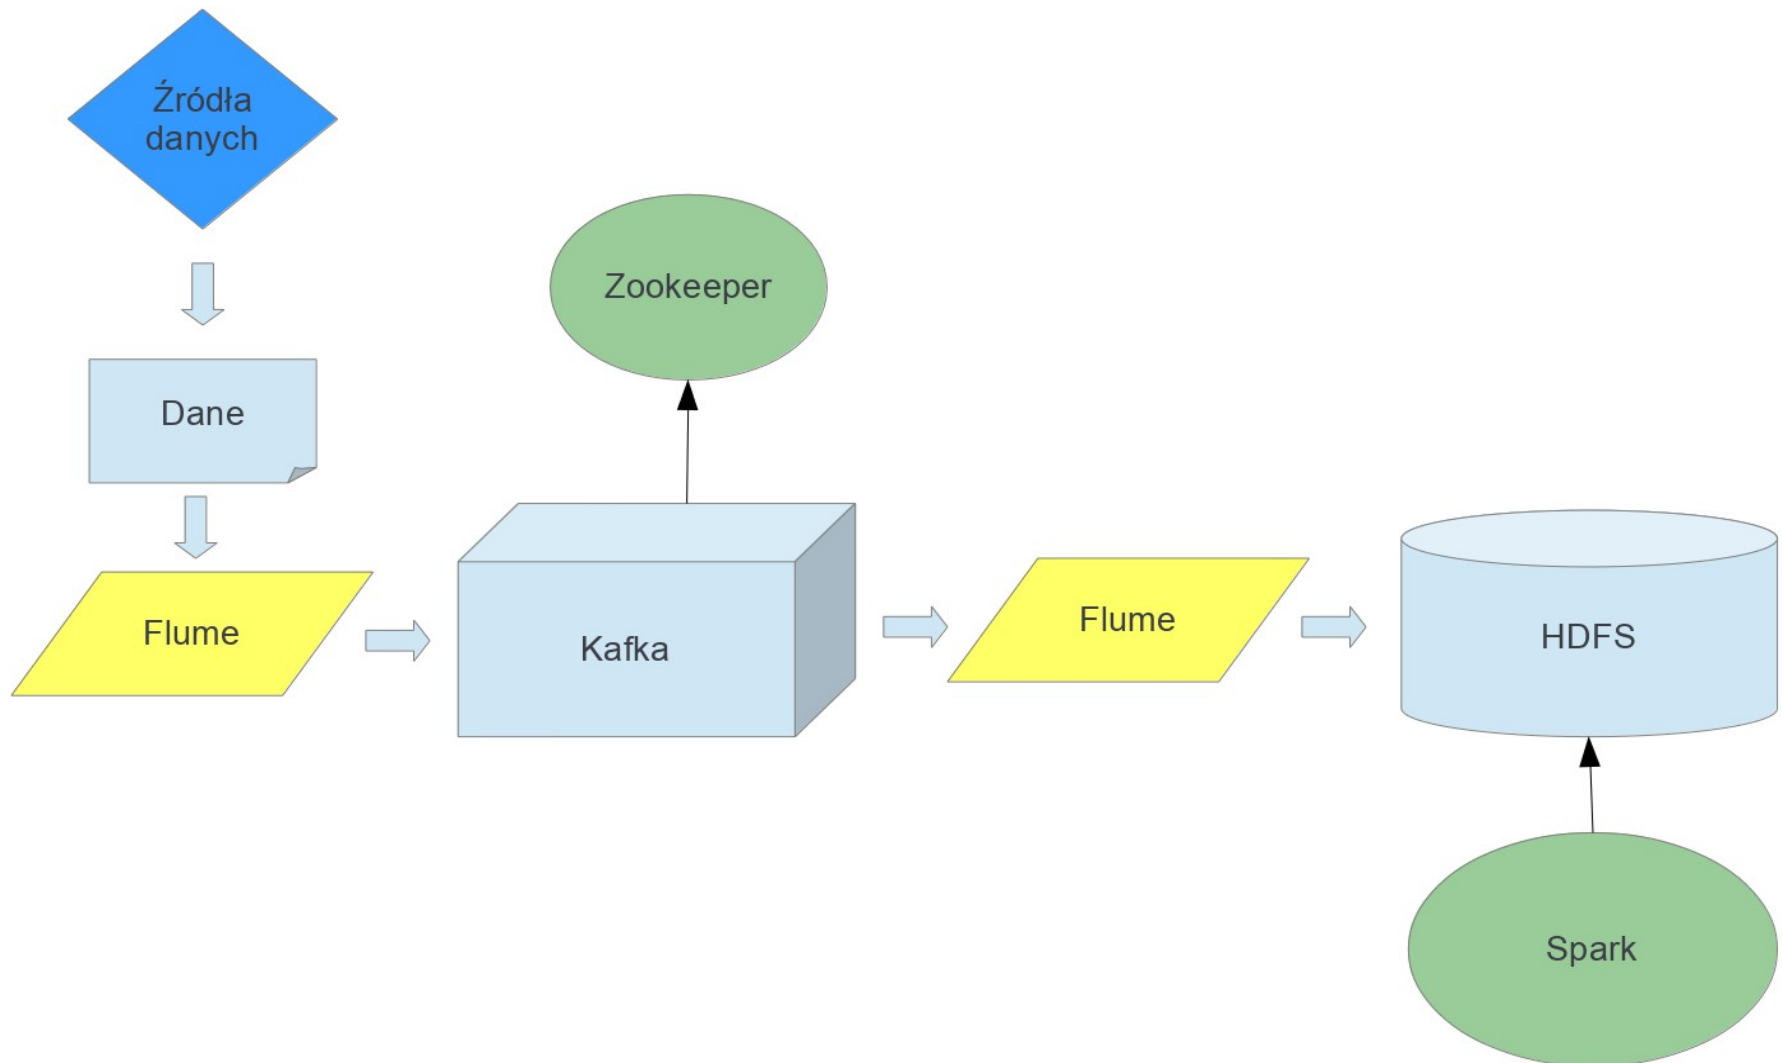 Źródła
danych
Zookeeper
Dane
Flume
Kafka
Flume
HDFS
Spark